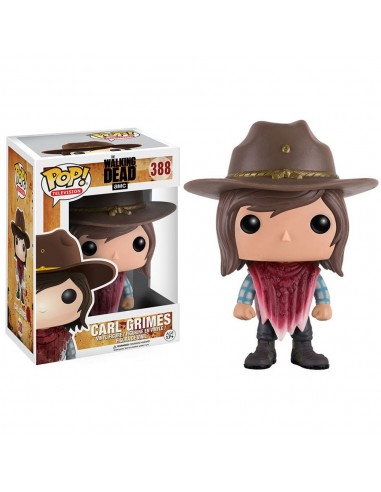 POP!
TELEVISION
THE
WALKING
DEAD
AMC
388
CARL GRIMES